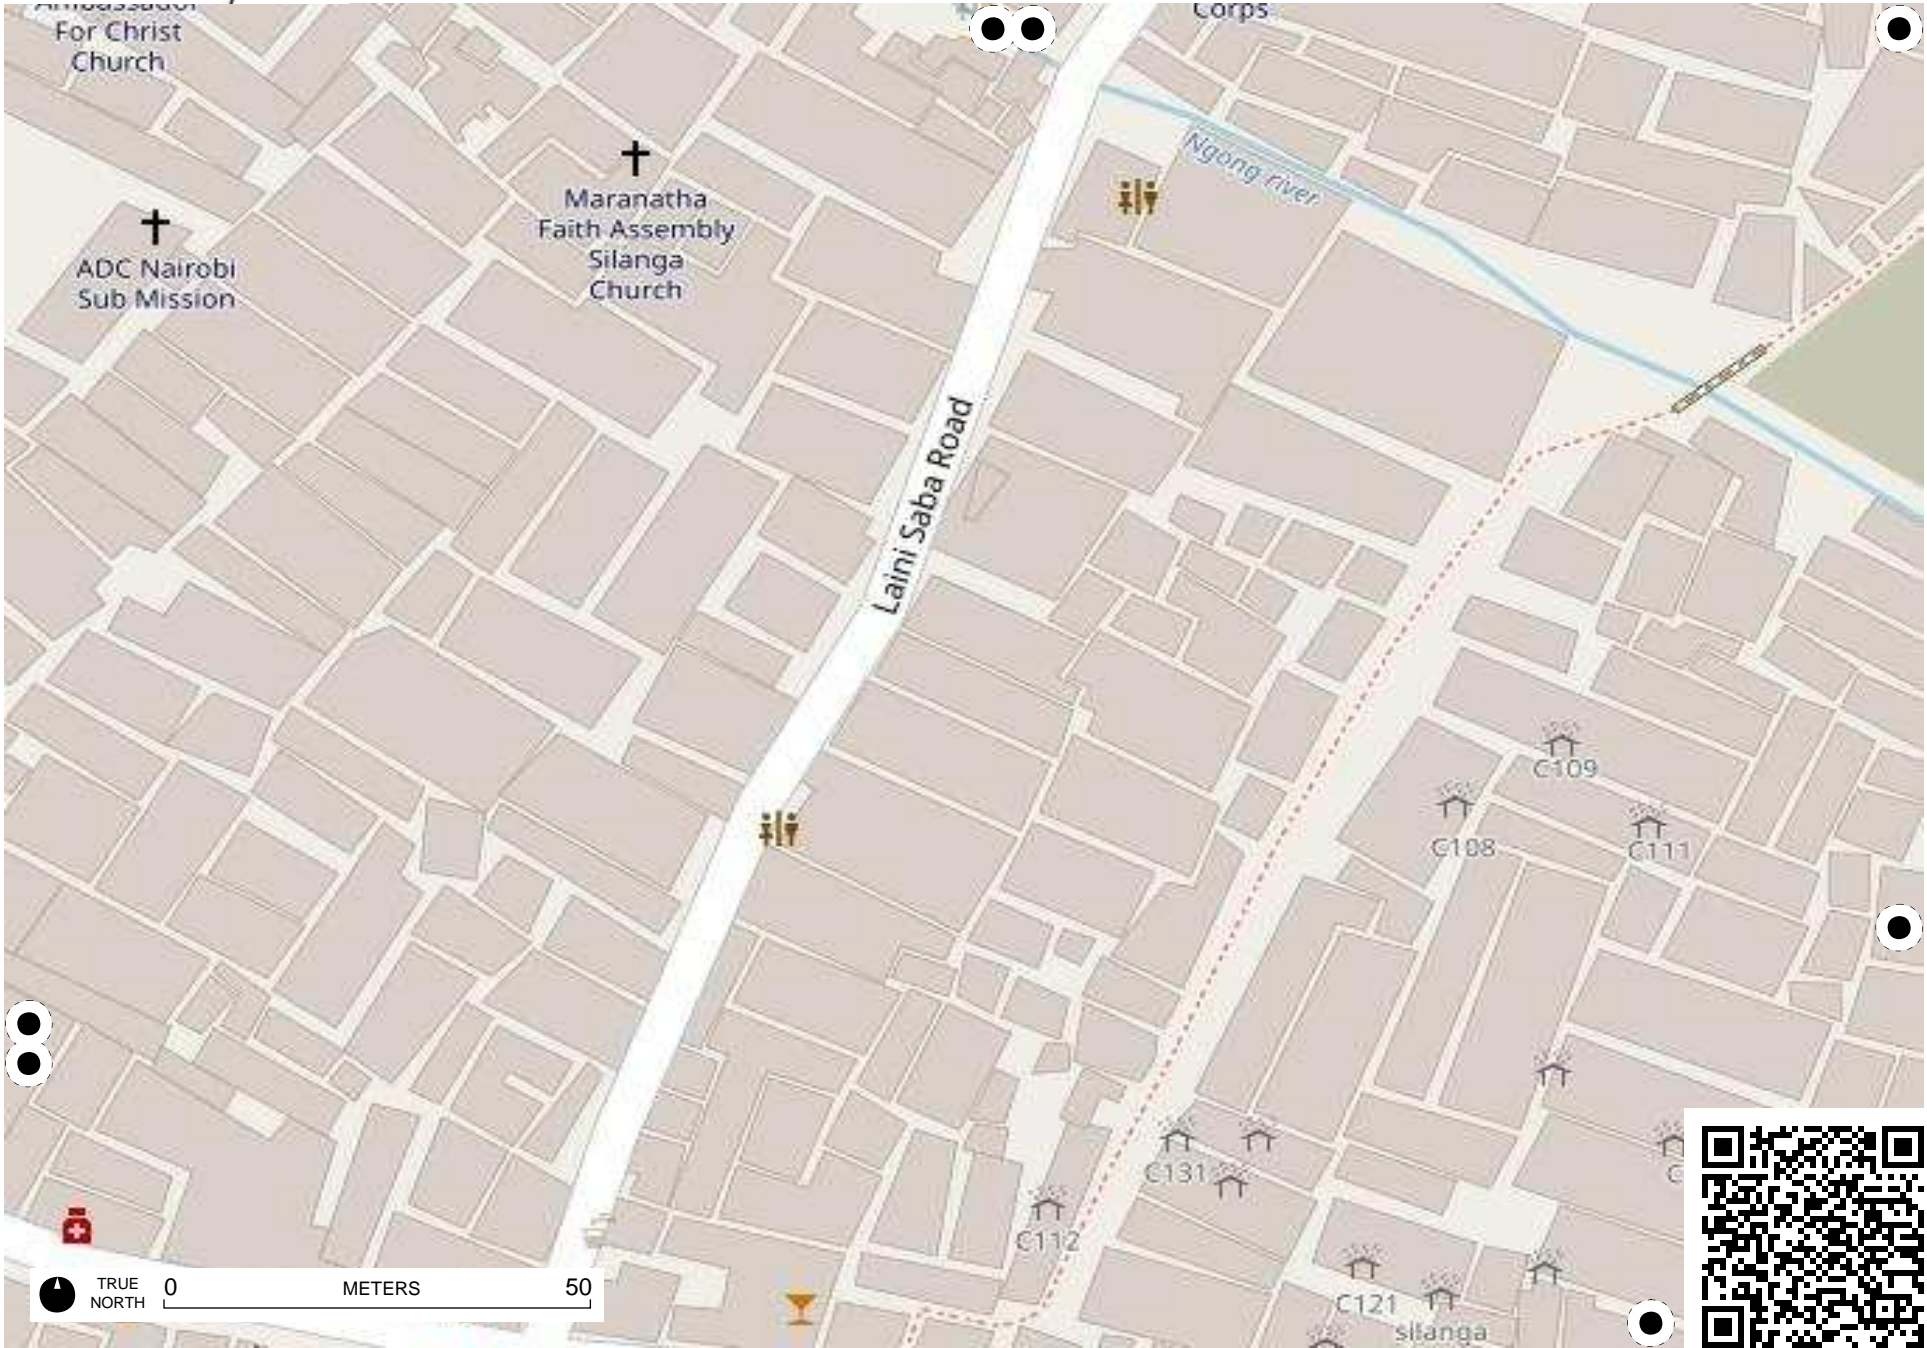 Ambassador
For Christ
Church
Corps
Ngong river
Maranatha
Faith Assembly
Silanga
Church
ADC Nairobi
Sub Mission
Laini Saba Road
C109
C108
C111
C131
C112
C121
silanga
TRUE
NORTH
0
METERS
50